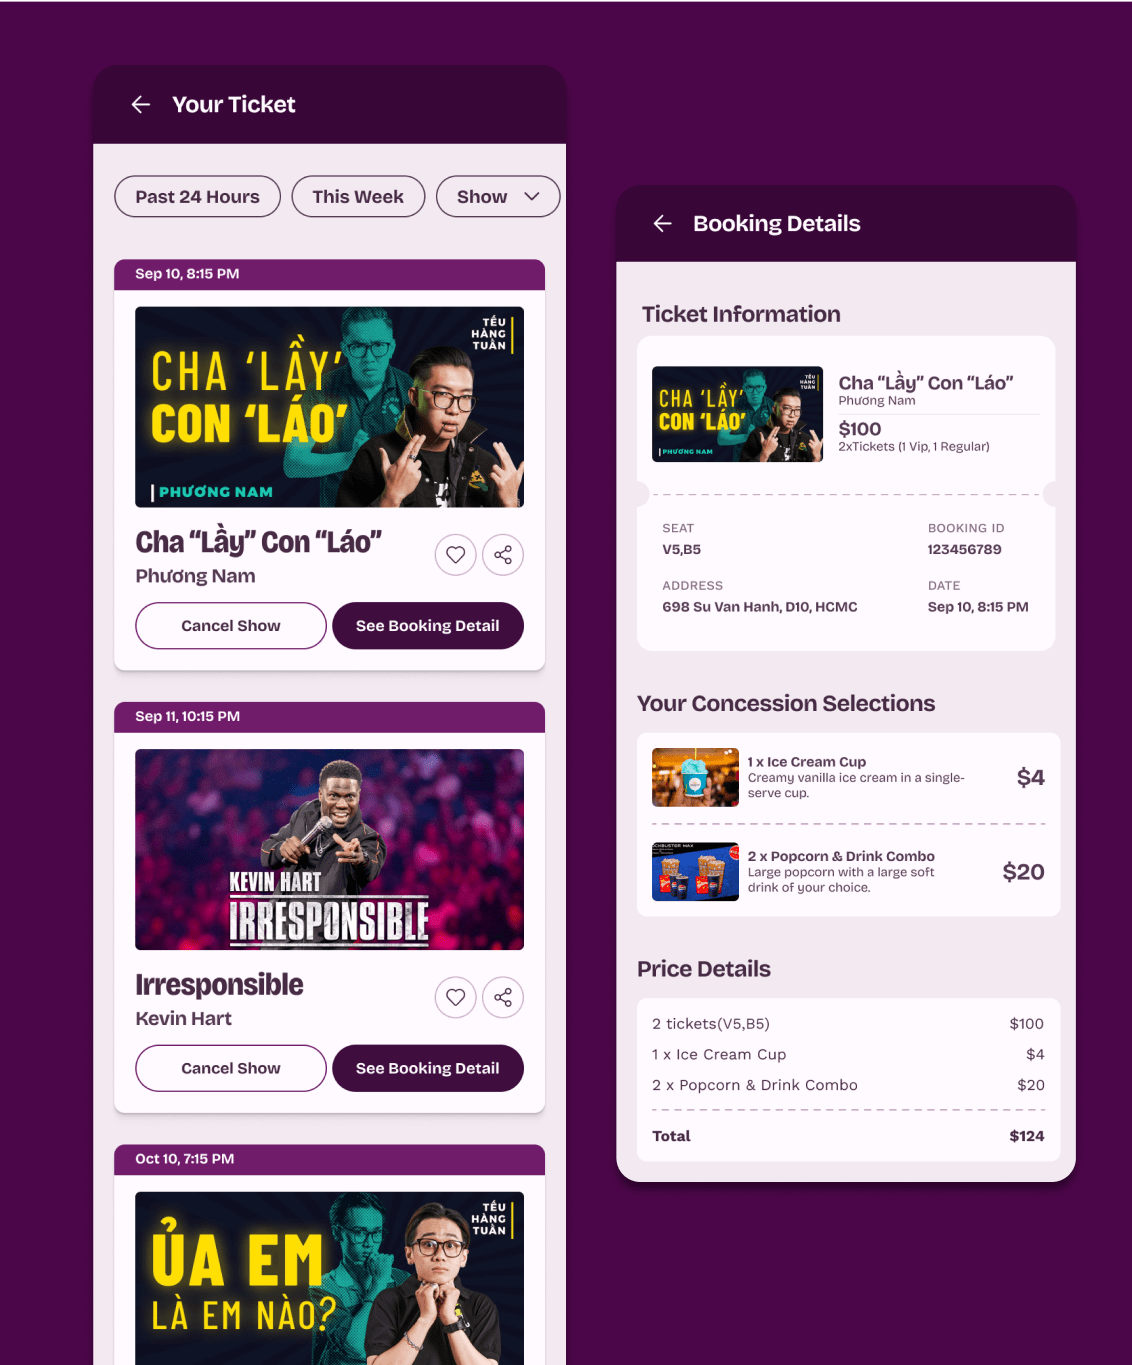 Your Ticket
Past 24 Hours
This Week
Show
Sep 10, 8:15 PM
TẾU
HÀNG
TUẦN
CHA ‘LẦY’
CON ‘LÁO’
PHƯƠNG NAM
Cha “Lầy” Con “Láo”
Phương Nam
Cancel Show
See Booking Detail
Sep 11, 10:15 PM
KEVIN HART
IRRESPONSIBLE
Irresponsible
Kevin Hart
Cancel Show
See Booking Detail
Oct 10, 7:15 PM
TẾU
HÀNG
TUẦN
ỦA EM
LÀ EM NÀO?
Booking Details
Ticket Information
TẾU
HÀNG
TUẦN
CHA ‘LẦY’
CON ‘LÁO’
PHƯƠNG NAM
Cha “Lầy” Con “Láo”
Phương Nam
$100
2xTickets (1 Vip, 1 Regular)
SEAT
BOOKING ID
V5,B5
123456789
ADDRESS
DATE
698 Su Van Hanh, D10, HCMC
Sep 10, 8:15 PM
Your Concession Selections
1 x Ice Cream Cup
Creamy vanilla ice cream in a single-
serve cup.
$4
2 x Popcorn & Drink Combo
Large popcorn with a large soft
drink of your choice.
$20
Price Details
2 tickets(V5,B5) $100
1 x Ice Cream Cup $4
2 x Popcorn & Drink Combo $20
Total $124